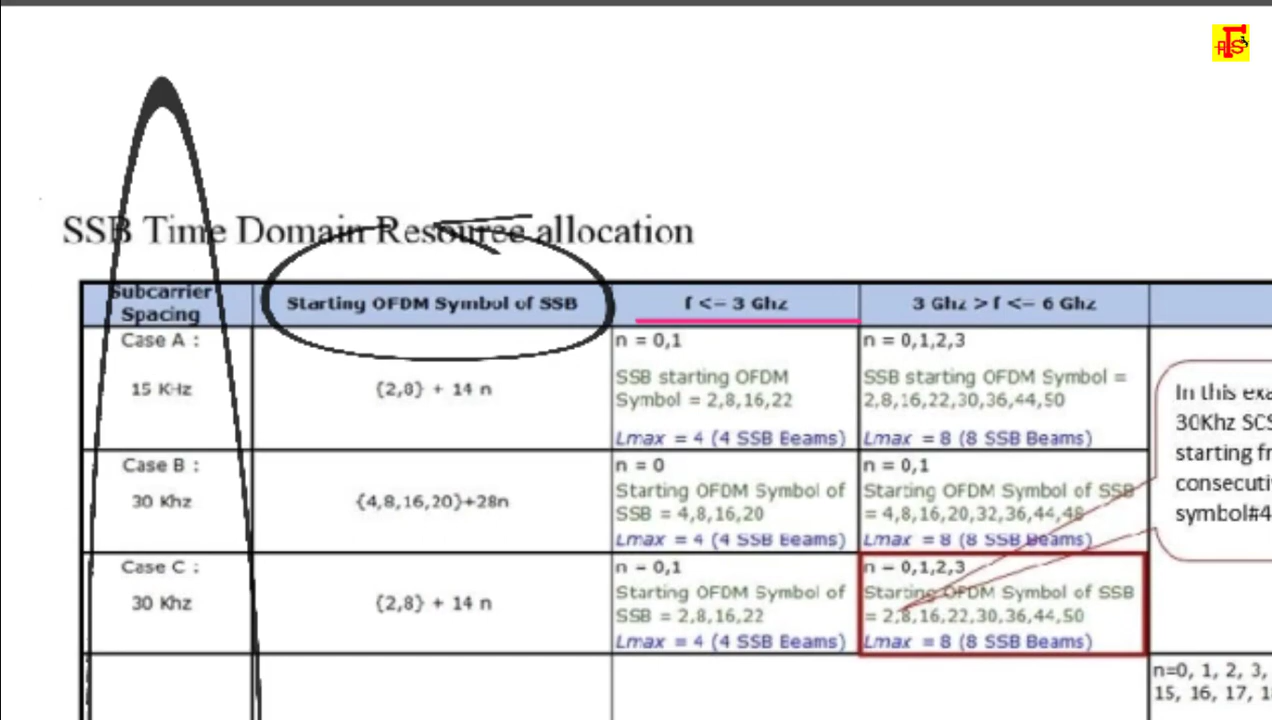 SSB Time Domain Resource allocation
Subcarrier Spacing
Starting OFDM Symbol of SSB
f <= 3 Ghz
3 Ghz > f <= 6 Ghz
Case A :
15 KHz
{2,8} + 14 n
n = 0,1
SSB starting OFDM
Symbol = 2,8,16,22
Lmax = 4 (4 SSB Beams)
n = 0,1,2,3
SSB starting OFDM Symbol =
2,8,16,22,30,36,44,50
Lmax = 8 (8 SSB Beams)
Case B :
30 Khz
{4,8,16,20}+28n
n = 0
Starting OFDM Symbol of
SSB = 4,8,16,20
Lmax = 4 (4 SSB Beams)
n = 0,1
Starting OFDM Symbol of SSB
= 4,8,16,20,32,36,44,48
Lmax = 8 (8 SSB Beams)
Case C :
30 Khz
{2,8} + 14 n
n = 0,1
Starting OFDM Symbol of
SSB = 2,8,16,22
Lmax = 4 (4 SSB Beams)
n = 0,1,2,3
Starting OFDM Symbol of SSB
= 2,8,16,22,30,36,44,50
Lmax = 8 (8 SSB Beams)
In this
30Khz
starting
symbol#4
n=0, 1, 2, 3,
15, 16, 17,